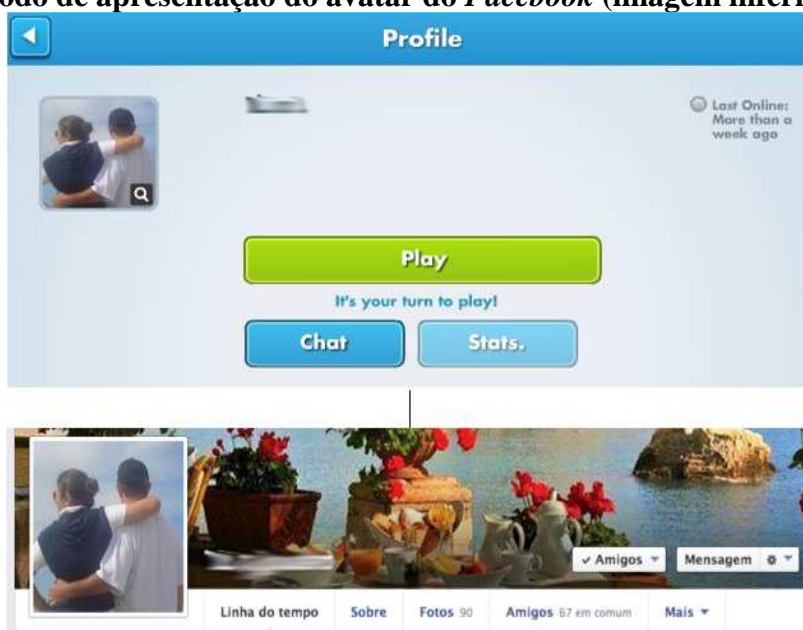 odo de apresentação do avatar do Facebook (imagem
Profile
Last Online:
More than a
week ago
Play
It's your turn to play!
Chat
Stats.
Amigos
Mensagem
Linha do tempo Sobre Fotos 90 Amigos 67 em comum Mais